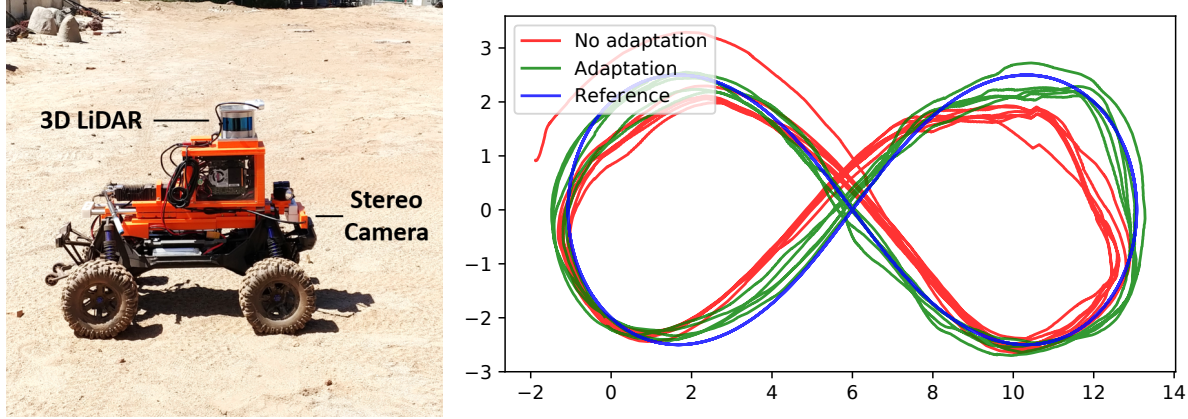 3D LiDAR
Stereo
Camera
No adaptation
Adaptation
Reference
3
2
1
0
−1
−2
−3
−2 0 2 4 6 8 10 12 14